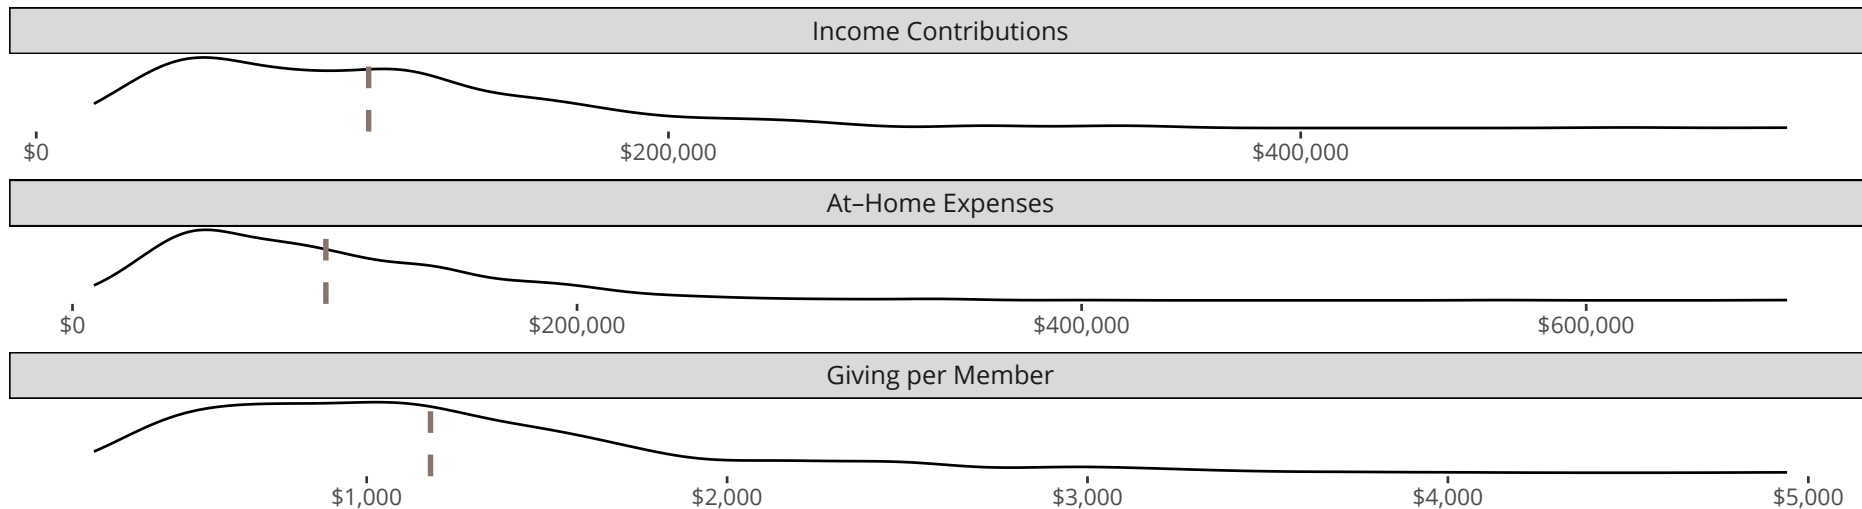 Income Contributions
$0 $200,000 $400,000
At–Home Expenses
$0 $200,000 $400,000 $600,000
Giving per Member
$1,000 $2,000 $3,000 $4,000 $5,000